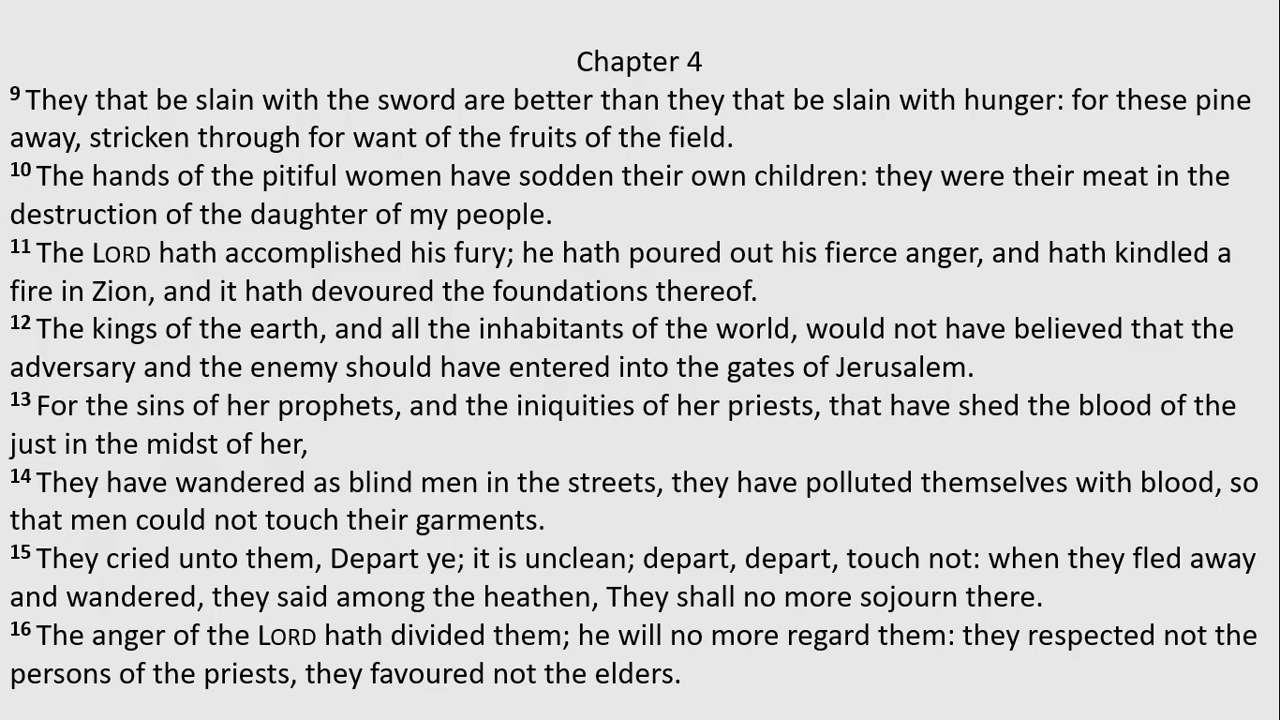 Chapter 4
9 They that be slain with the sword are better than they that be slain with hunger: for these pine
away, stricken through for want of the fruits of the field.
10 The hands of the pitiful women have sodden their own children: they were their meat in the
destruction of the daughter of my people.
11 The LORD hath accomplished his fury; he hath poured out his fierce anger, and hath kindled a
fire in Zion, and it hath devoured the foundations thereof.
12 The kings of the earth, and all the inhabitants of the world, would not have believed that the
adversary and the enemy should have entered into the gates of Jerusalem.
13 For the sins of her prophets, and the iniquities of her priests, that have shed the blood of the
just in the midst of her,
14 They have wandered as blind men in the streets, they have polluted themselves with blood, so
that men could not touch their garments.
15 They cried unto them, Depart ye; it is unclean; depart, depart, touch not: when they fled away
and wandered, they said among the heathen, They shall no more sojourn there.
16 The anger of the LORD hath divided them; he will no more regard them: they respected not the
persons of the priests, they favoured not the elders.